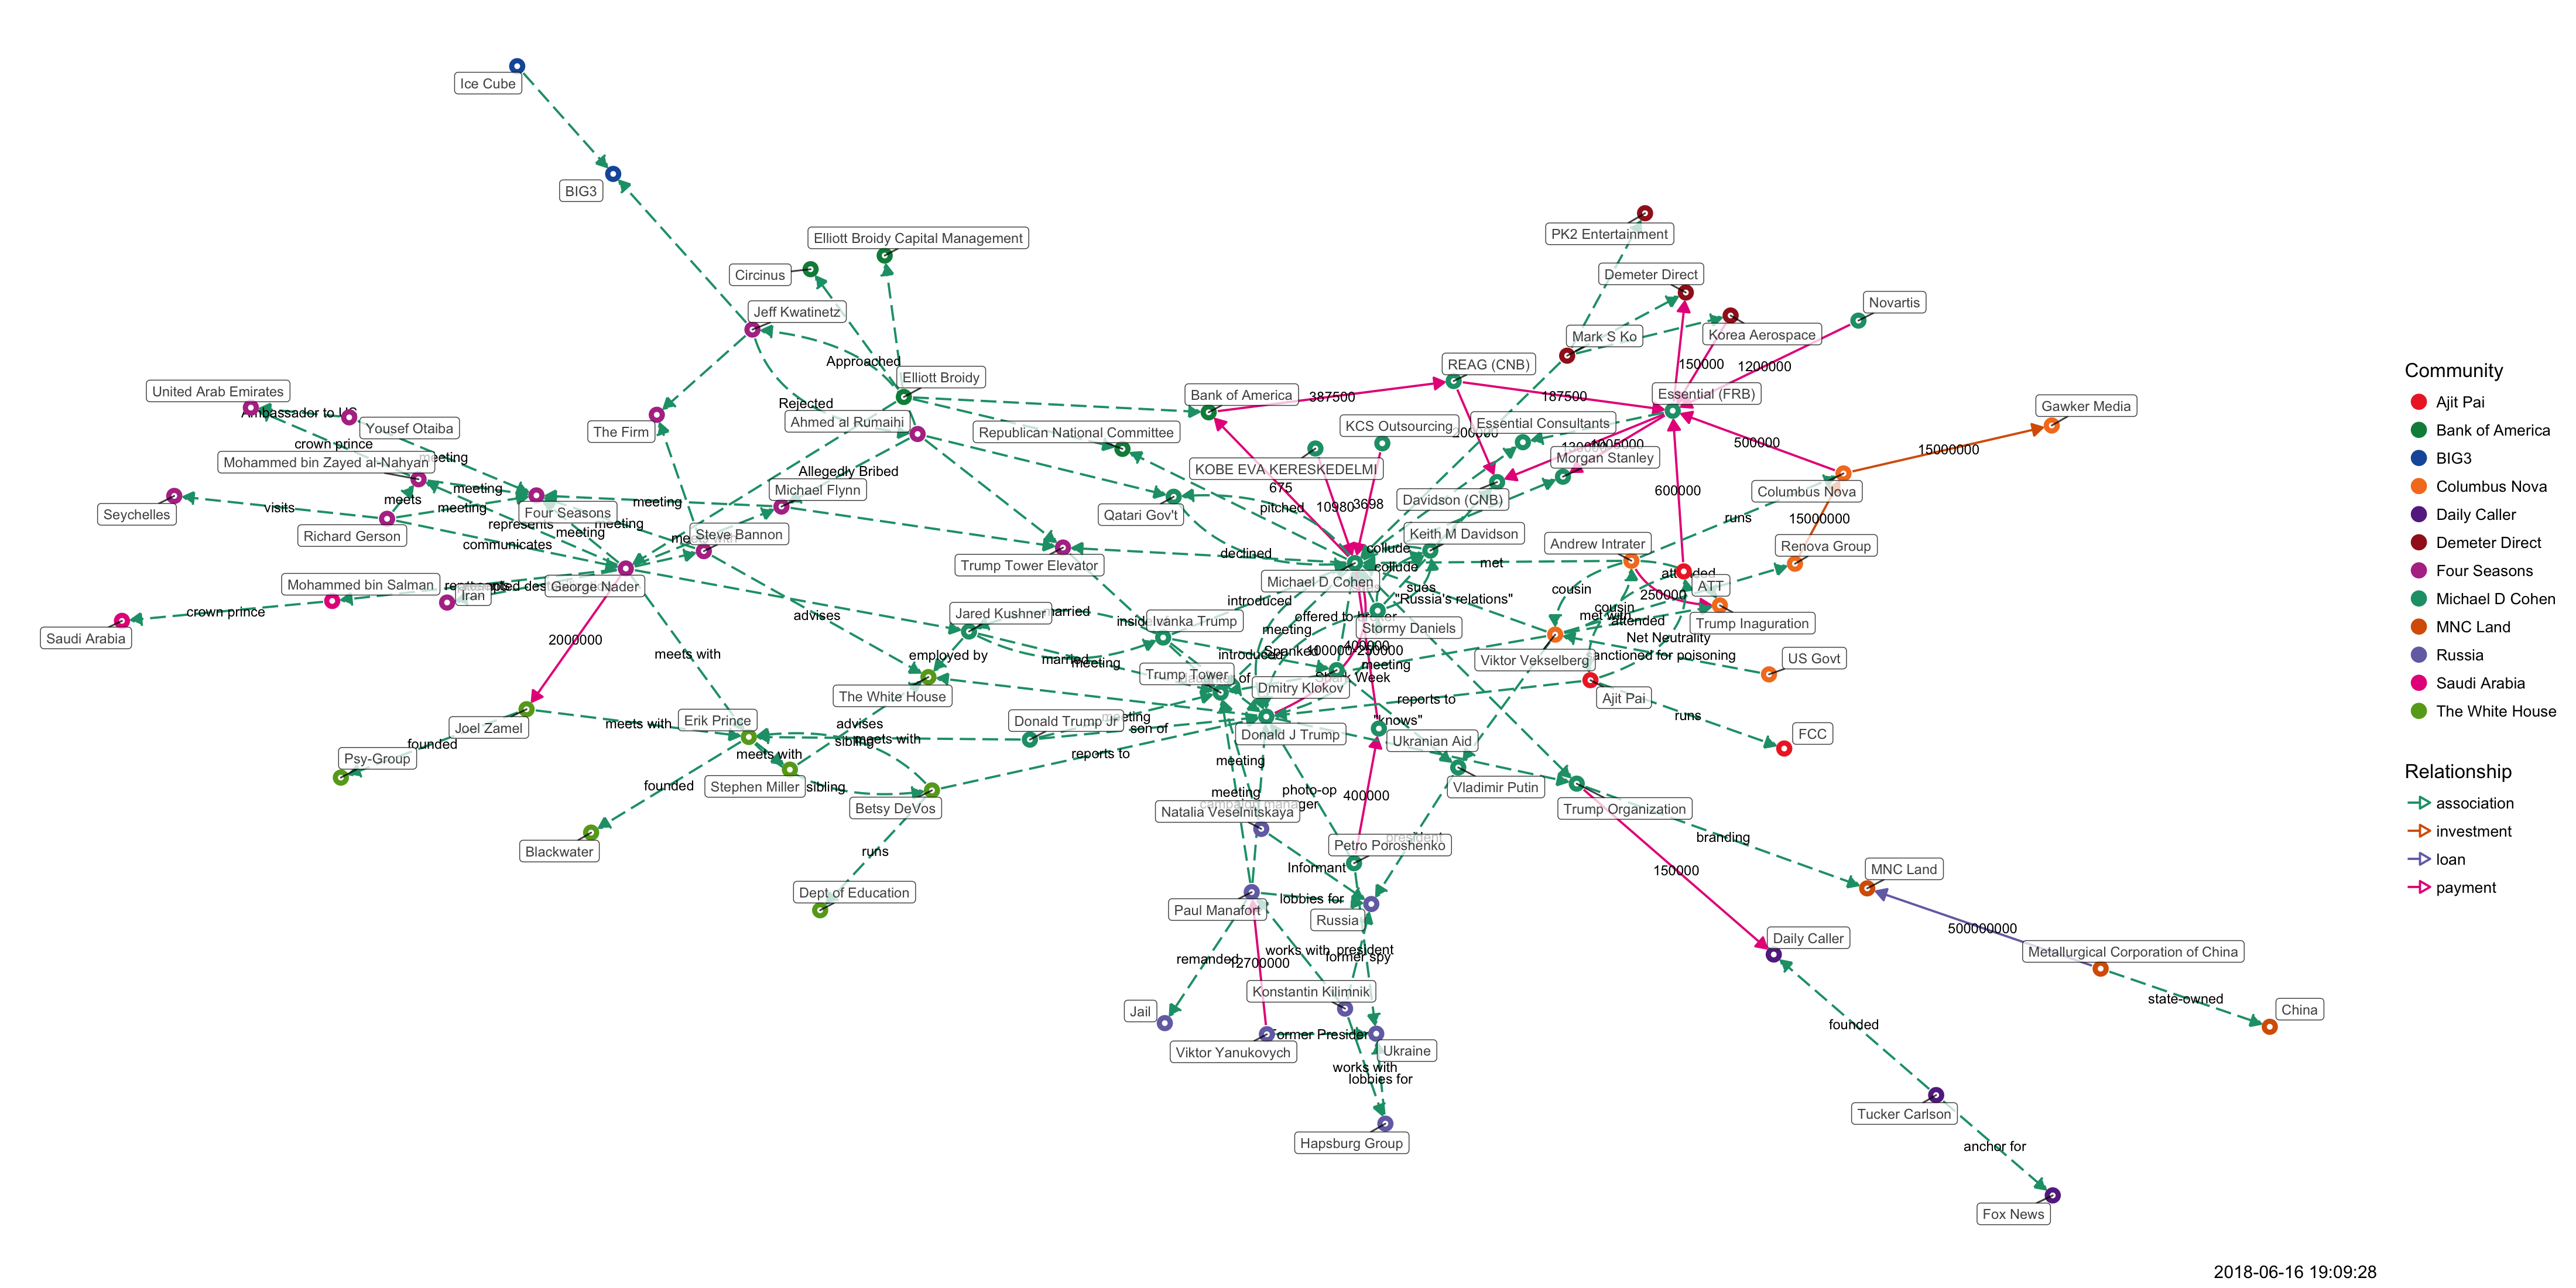 Ice Cube
BIG3
PK2 Entertainment
Elliott Broidy Capital Management
Circinus
Demeter Direct
Novartis
Jeff Kwatinetz
Mark S Ko
Korea Aerospace
Approached
REAG (CNB)
150000
1200000
Elliott Broidy
United Arab Emirates
Bank of America
387500
187500
Essential (FRB)
Rejected
Gawker Media
Ambassador to US
Yousef Otaiba
Ahmed al Rumaihi
Republican National Committee
KCS Outsourcing
Essential Consultants
200000
The Firm
crown prince
500000
15000000
Mohammed bin Zayed al-Nahyan
meeting
KOBE EVA KERESKEDELMI
Morgan Stanley
Allegedly Bribed
Michael Flynn
675
Columbus Nova
600000
meeting
meets
meeting
Davidson (CNB)
Seychelles
visits
meeting
Four Seasons
Qatari Gov't
pitched
10980
3698
runs
15000000
represents
meeting
meeting
Richard Gerson
Steve Bannon
Keith M Davidson
communicates
Andrew Intrater
Renova Group
declined
collude
Trump Tower Elevator
met
collude
Michael D Cohen
Mohammed bin Salman
Iran
George Nader
ATT
sues
cousin
250000
"Russia's relations"
introduced
cousin
crown prince
Jared Kushner
married
Ivanka Trump
met with
attended
Trump Inaguration
Saudi Arabia
advises
meeting
Stormy Daniels
Net Neutrality
2000000
meets with
employed by
introduced
Spanked
100000
400000
250000
sanctioned for poisoning
US Govt
married
meeting
meeting
Viktor Vekselberg
Trump Tower
Dmitry Klokov
The White House
Ajit Pai
reports to
Joel Zamel
meets with
Erik Prince
advises
Donald Trump Jr
meeting
son of
"knows"
runs
FCC
founded
sibling
meets with
Donald J Trump
Ukranian Aid
Psy-Group
meets with
reports to
meeting
Stephen Miller
sibling
founded
Vladimir Putin
meeting
photo-op
400000
Betsy DeVos
campaign manager
Natalia Veselnitskaya
Trump Organization
branding
president
Blackwater
runs
Petro Poroshenko
Informant
150000
MNC Land
Dept of Education
lobbies for
Paul Manafort
Russia
500000000
Daily Caller
works with
president
Metallurgical Corporation of China
remanded
12700000
former spy
Konstantin Kilimnik
state-owned
Jail
China
founded
Former President
Viktor Yanukovych
Ukraine
works with
lobbies for
Tucker Carlson
Hapsburg Group
anchor for
Fox News
Community
Ajit Pai
Bank of America
BIG3
Columbus Nova
Daily Caller
Demeter Direct
Four Seasons
Michael D Cohen
MNC Land
Russia
Saudi Arabia
The White House
Relationship
association
investment
loan
payment
2018-06-16 19:09:28